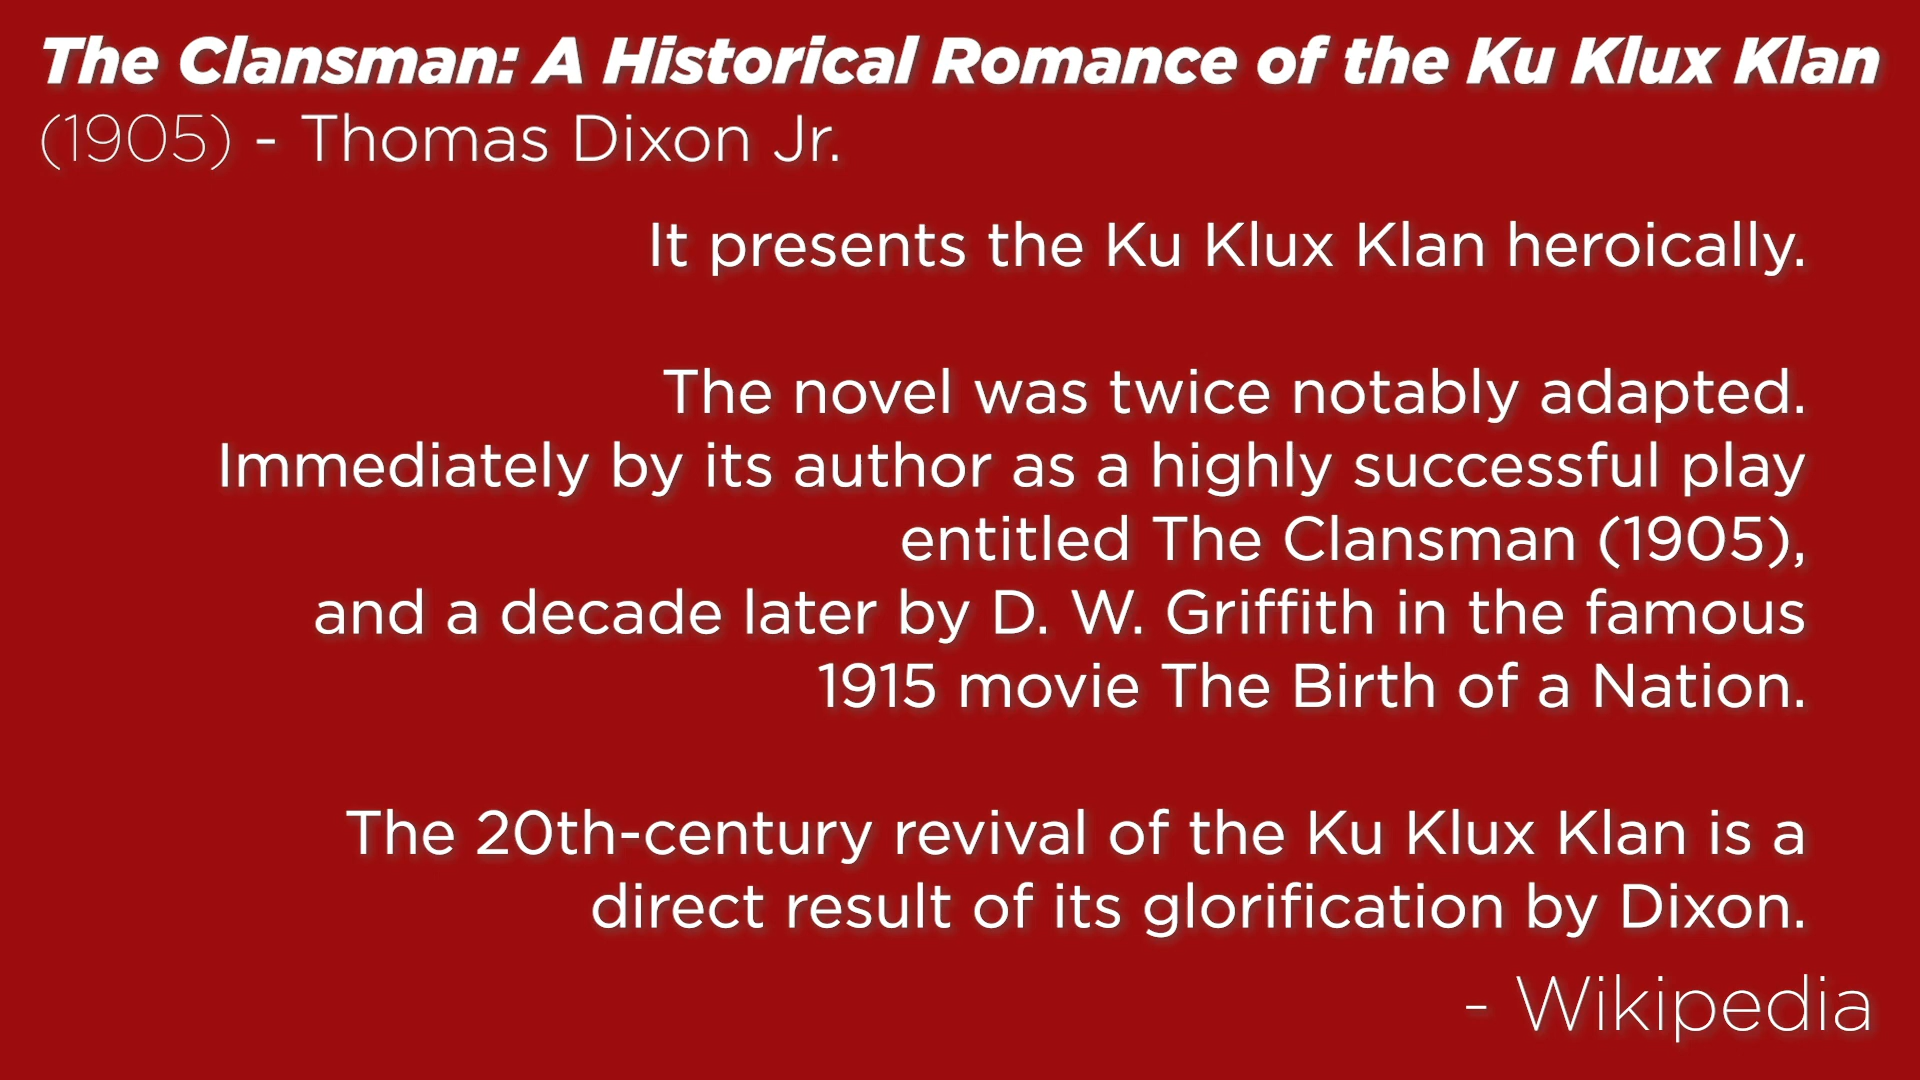 The Clansman: A Historical Romance of the Ku Klux Klan
(1905) - Thomas Dixon Jr.
It presents the Ku Klux Klan heroically.
The novel was twice notably adapted.
Immediately by its author as a highly successful play
entitled The Clansman (1905),
and a decade later by D. W. Griffith in the famous
1915 movie The Birth of a Nation.
The 20th-century revival of the Ku Klux Klan is a
direct result of its glorification by Dixon.
- Wikipedia